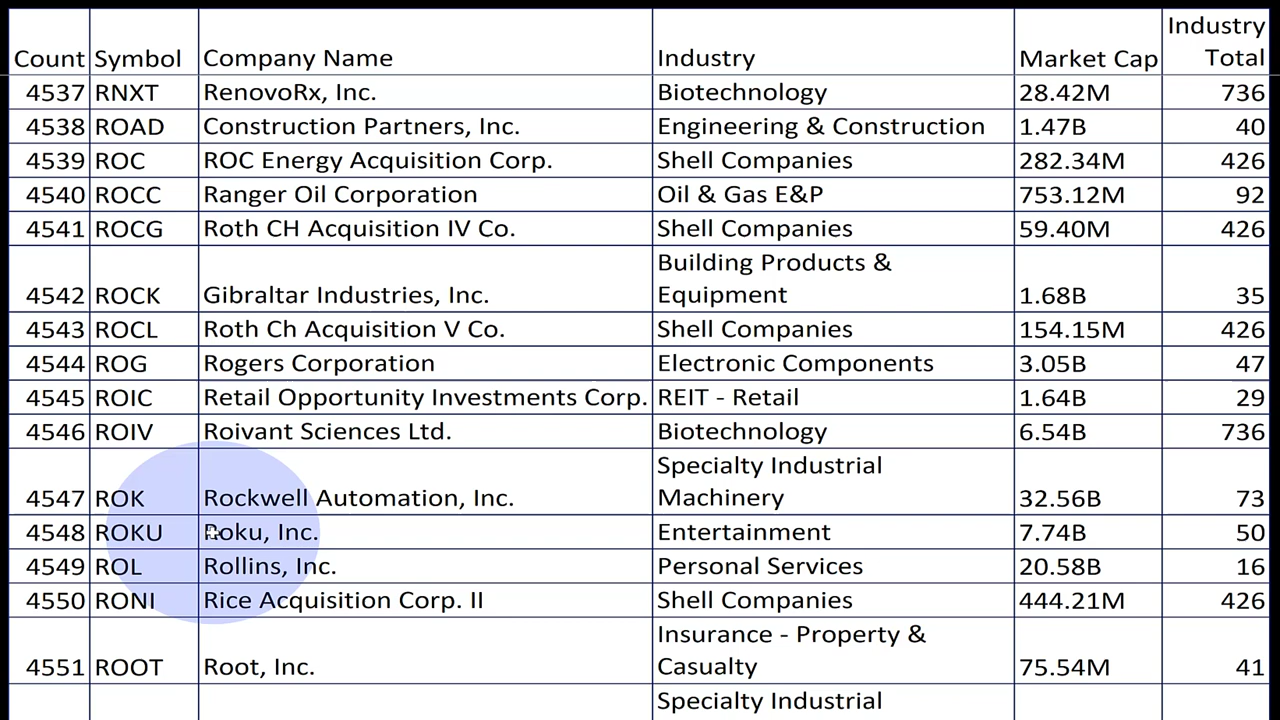 Count Symbol Company Name Industry Market Cap Industry Total
4537 RNXT RenovoRx, Inc. Biotechnology 28.42M 736
4538 ROAD Construction Partners, Inc. Engineering & Construction 1.47B 40
4539 ROC ROC Energy Acquisition Corp. Shell Companies 282.34M 426
4540 ROCC Ranger Oil Corporation Oil & Gas E&P 753.12M 92
4541 ROCG Roth CH Acquisition IV Co. Shell Companies 59.40M 426
4542 ROCK Gibraltar Industries, Inc. Building Products & Equipment 1.68B 35
4543 ROCL Roth Ch Acquisition V Co. Shell Companies 154.15M 426
4544 ROG Rogers Corporation Electronic Components 3.05B 47
4545 ROIC Retail Opportunity Investments Corp. REIT - Retail 1.64B 29
4546 ROIV Roivant Sciences Ltd. Biotechnology 6.54B 736
4547 ROK Rockwell Automation, Inc. Specialty Industrial Machinery 32.56B 73
4548 ROKU Roku, Inc. Entertainment 7.74B 50
4549 ROL Rollins, Inc. Personal Services 20.58B 16
4550 RONI Rice Acquisition Corp. II Shell Companies 444.21M 426
4551 ROOT Root, Inc. Insurance - Property & Casualty 75.54M 41
Specialty Industrial